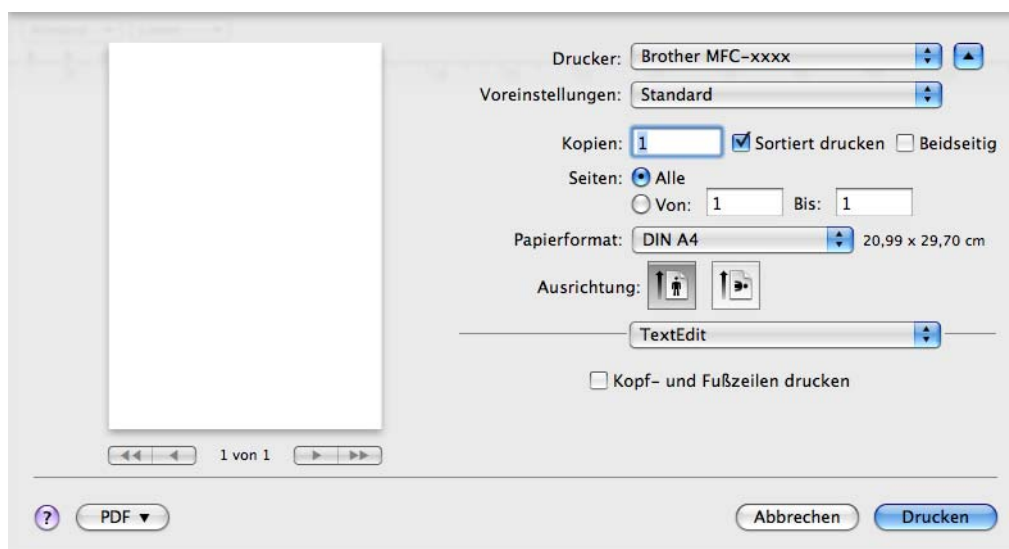 Drucker: Brother MFC-xxxx
Voreinstellungen: Standard
Kopien: 1 Sortiert drucken Beidseitig
Seiten: Alle
Von: 1 Bis: 1
Papierformat: DIN A4 20,99 x 29,70 cm
Ausrichtung:
TextEdit
Kopf- und Fußzeilen drucken
1 von 1
? PDF ▼ Abbrechen Drucken